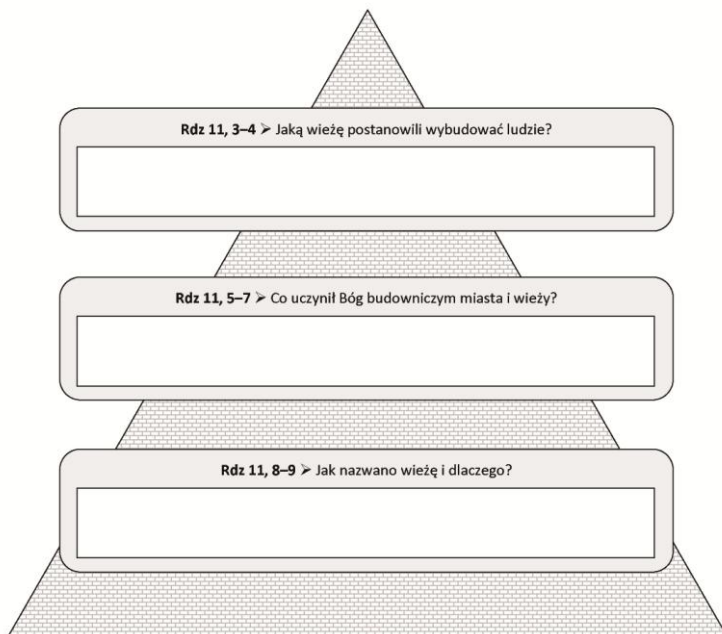 Rdz 11, 3–4 ➢ Jaką wieżę postanowili wybudować ludzie?
Rdz 11, 5–7 ➢ Co uczynił Bóg budowniczym miasta i wieży?
Rdz 11, 8–9 ➢ Jak nazwano wieżę i dlaczego?